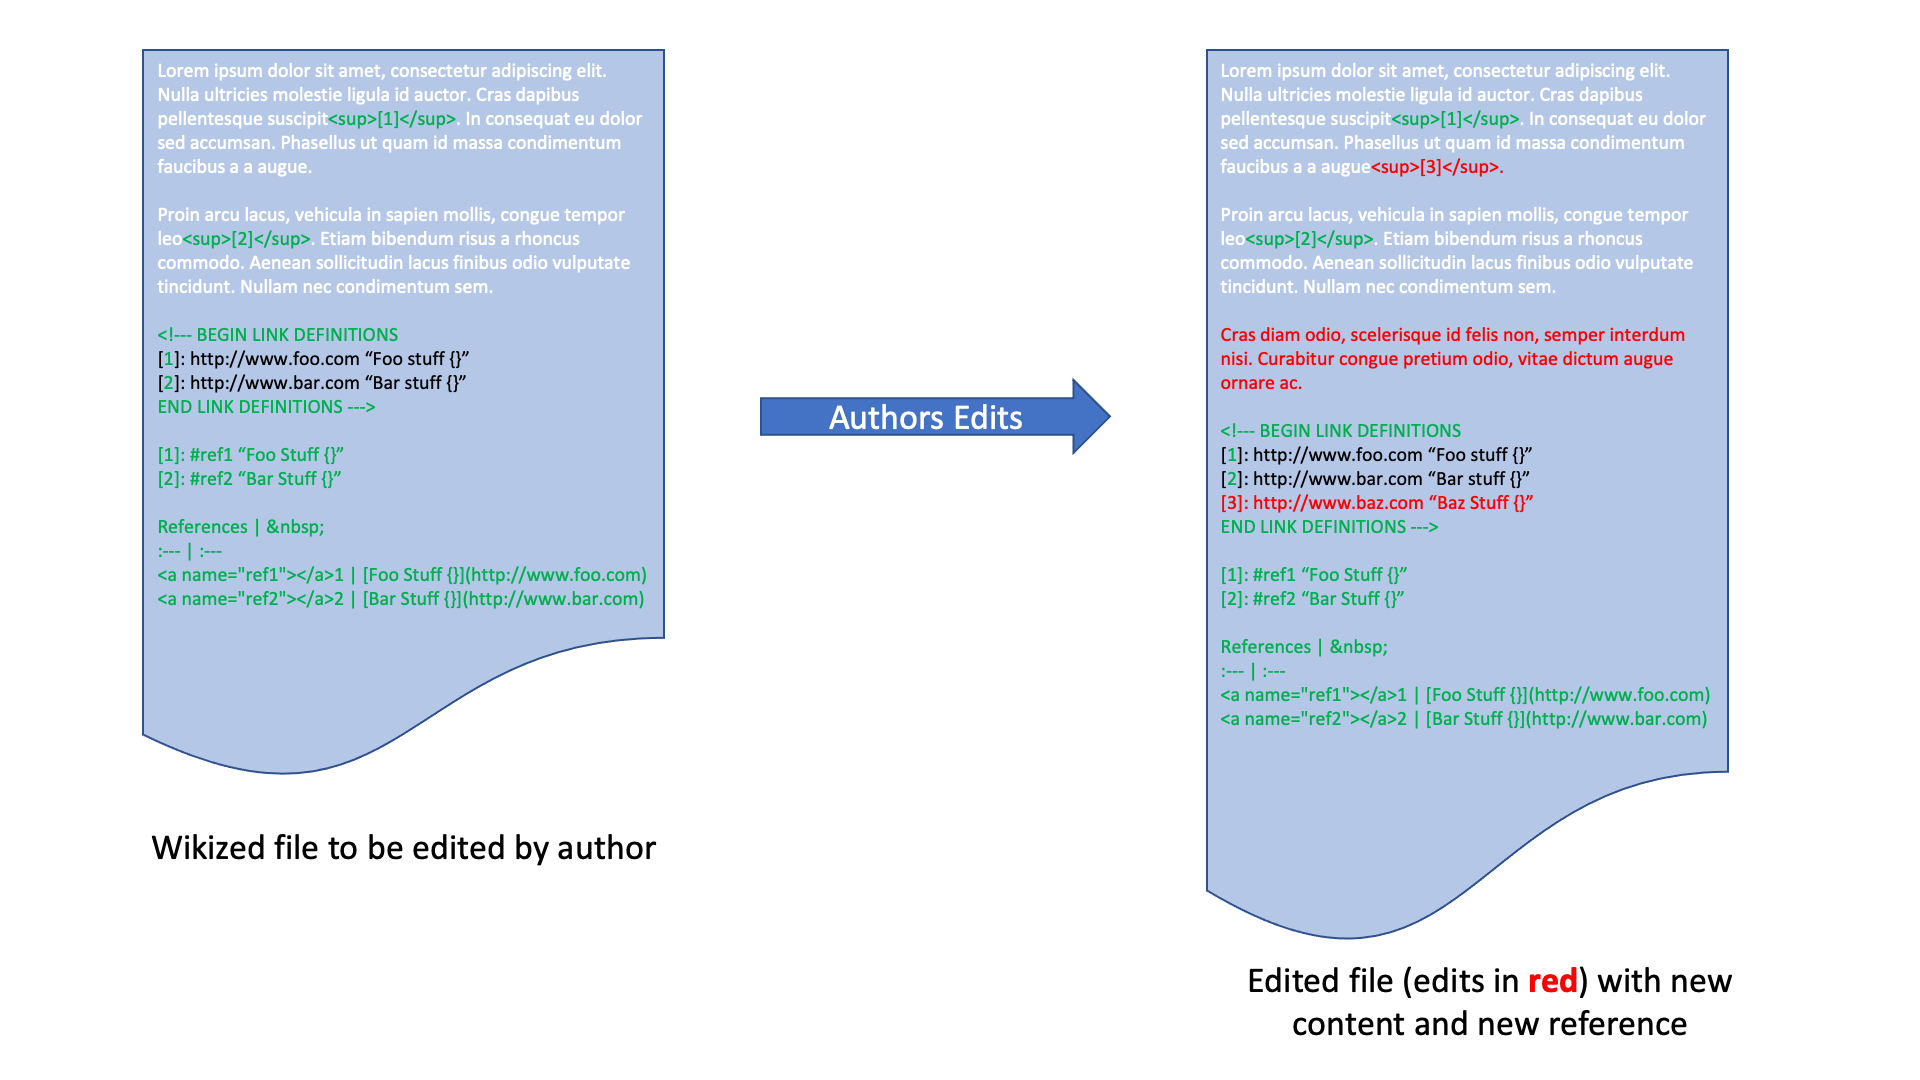 Lorem ipsum dolor sit amet, consectetur adipiscing elit.
Nulla ultricies molestie ligula id auctor. Cras dapibus
pellentesque suscipit<sup>[1]</sup>. In consequat eu dolor
sed accumsan. Phasellus ut quam id massa condimentum
faucibus a a augue.
Proin arcu lacus, vehicula in sapien mollis, congue tempor
leo<sup>[2]</sup>. Etiam bibendum risus a rhoncus
commodo. Aenean sollicitudin lacus finibus odio vulputate
tincidunt. Nullam nec condimentum sem.
<!--- BEGIN LINK DEFINITIONS
[1]: http://www.foo.com “Foo stuff {}”
[2]: http://www.bar.com “Bar stuff {}”
END LINK DEFINITIONS --->
[1]: #ref1 “Foo Stuff {}”
[2]: #ref2 “Bar Stuff {}”
References | &nbsp;
:--- | :---
<a name="ref1"></a>1 | [Foo Stuff {}](http://www.foo.com)
<a name="ref2"></a>2 | [Bar Stuff {}](http://www.bar.com)
Wikized file to be edited by author
Authors Edits
Lorem ipsum dolor sit amet, consectetur adipiscing elit.
Nulla ultricies molestie ligula id auctor. Cras dapibus
pellentesque suscipit<sup>[1]</sup>. In consequat eu dolor
sed accumsan. Phasellus ut quam id massa condimentum
faucibus a a augue<sup>[3]</sup>.
Proin arcu lacus, vehicula in sapien mollis, congue tempor
leo<sup>[2]</sup>. Etiam bibendum risus a rhoncus
commodo. Aenean sollicitudin lacus finibus odio vulputate
tincidunt. Nullam nec condimentum sem.
Cras diam odio, scelerisque id felis non, semper interdum
nisi. Curabitur congue pretium odio, vitae dictum augue
ornare ac.
<!--- BEGIN LINK DEFINITIONS
[1]: http://www.foo.com “Foo stuff {}”
[2]: http://www.bar.com “Bar stuff {}”
[3]: http://www.baz.com “Baz Stuff {}”
END LINK DEFINITIONS --->
[1]: #ref1 “Foo Stuff {}”
[2]: #ref2 “Bar Stuff {}”
References | &nbsp;
:--- | :---
<a name="ref1"></a>1 | [Foo Stuff {}](http://www.foo.com)
<a name="ref2"></a>2 | [Bar Stuff {}](http://www.bar.com)
Edited file (edits in red) with new
content and new reference